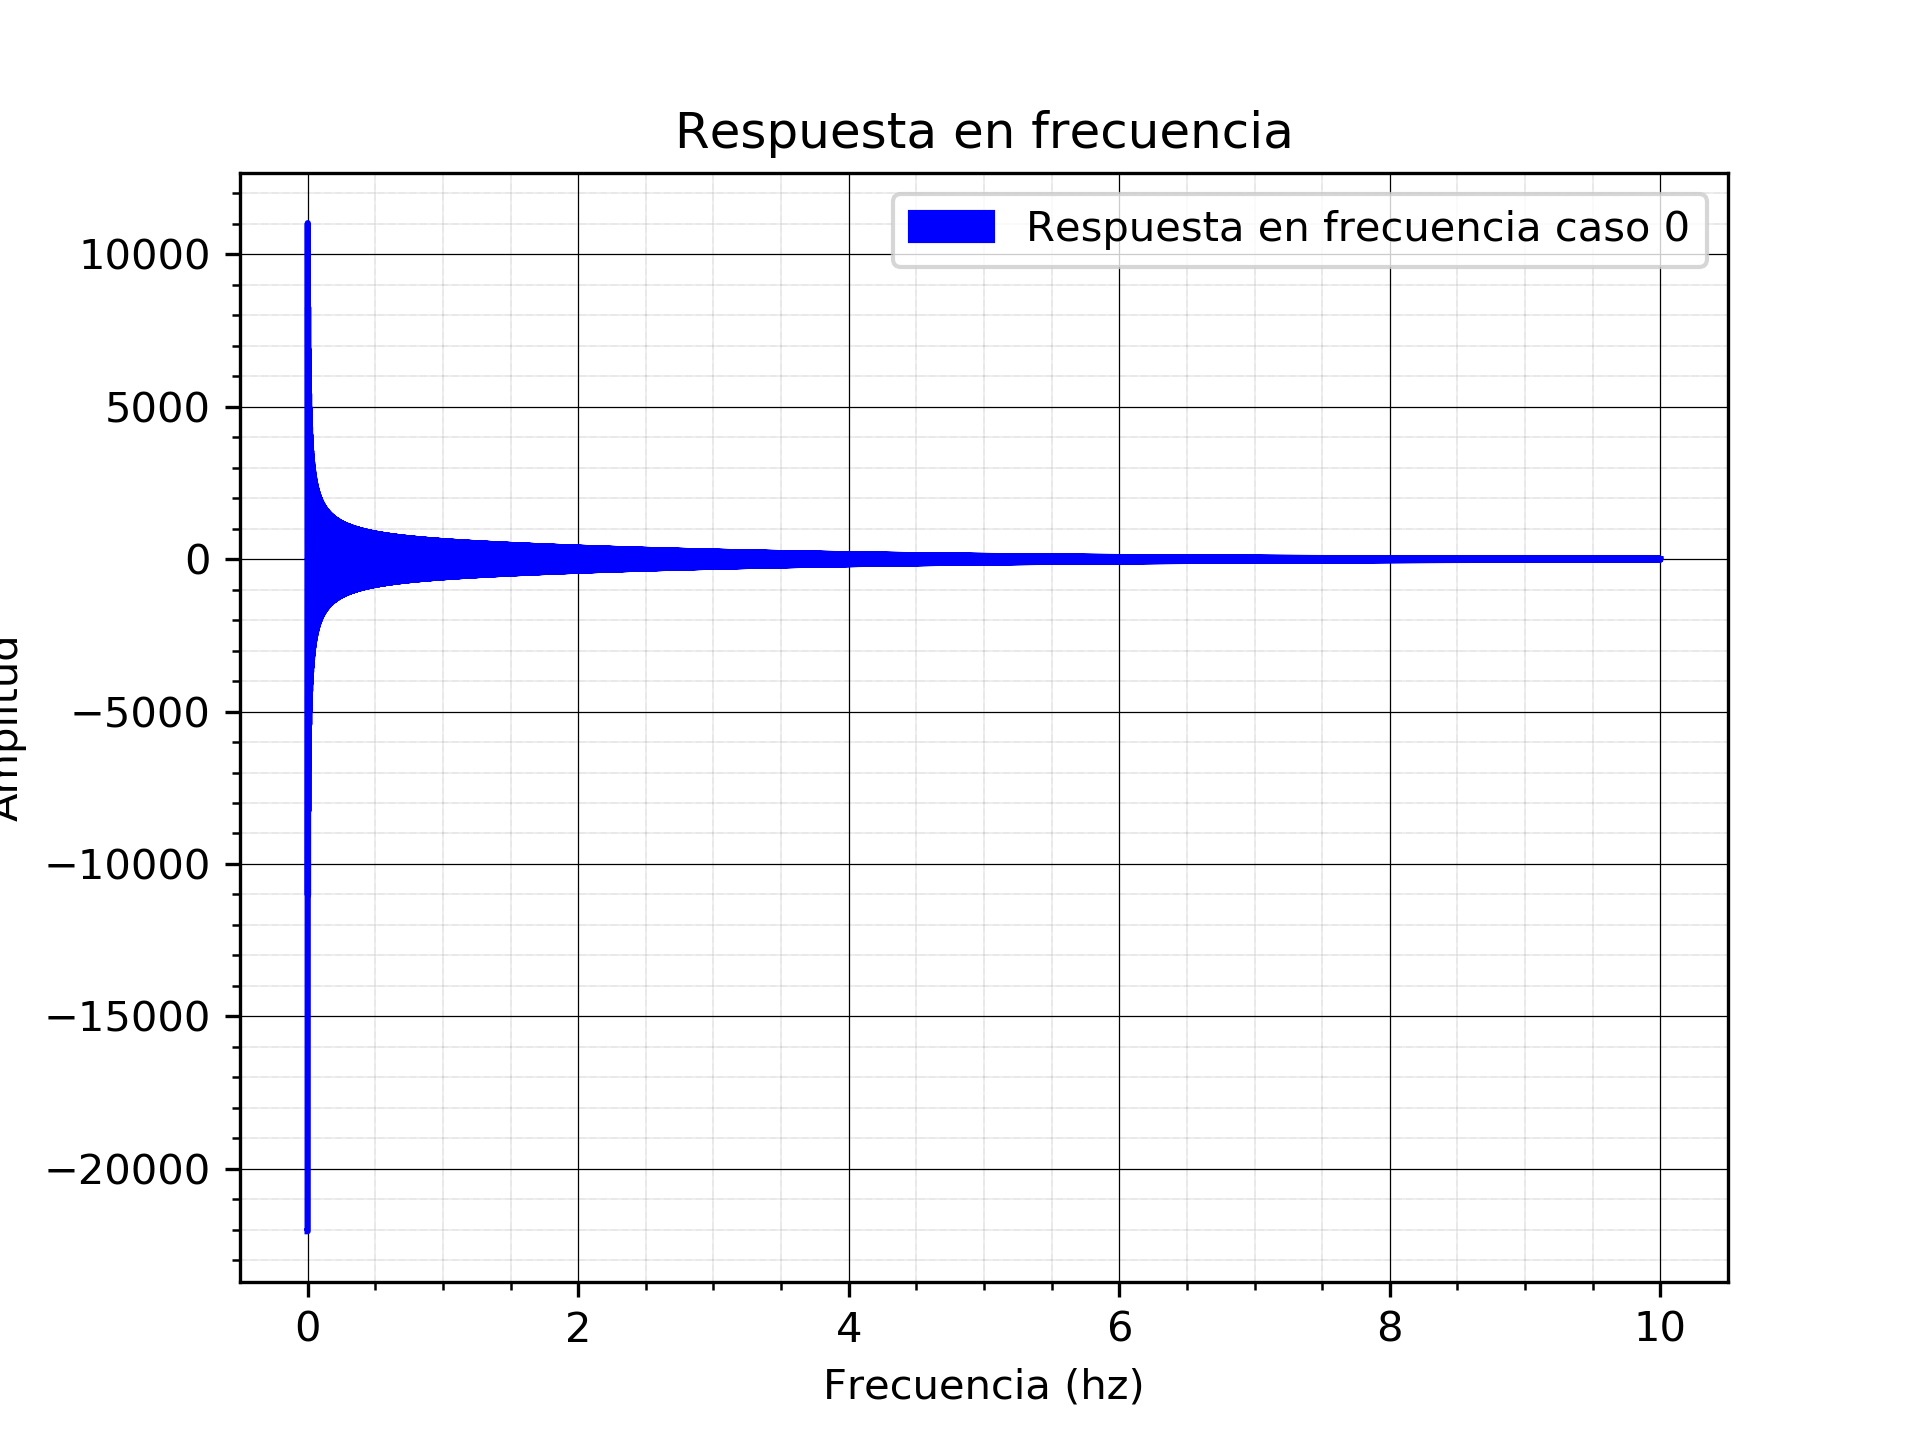 Respuesta en frecuencia
Respuesta en frecuencia caso 0
10000
5000
0
−5000
−10000
−15000
−20000
Amplitud
0 2 4 6 8 10
Frecuencia (hz)